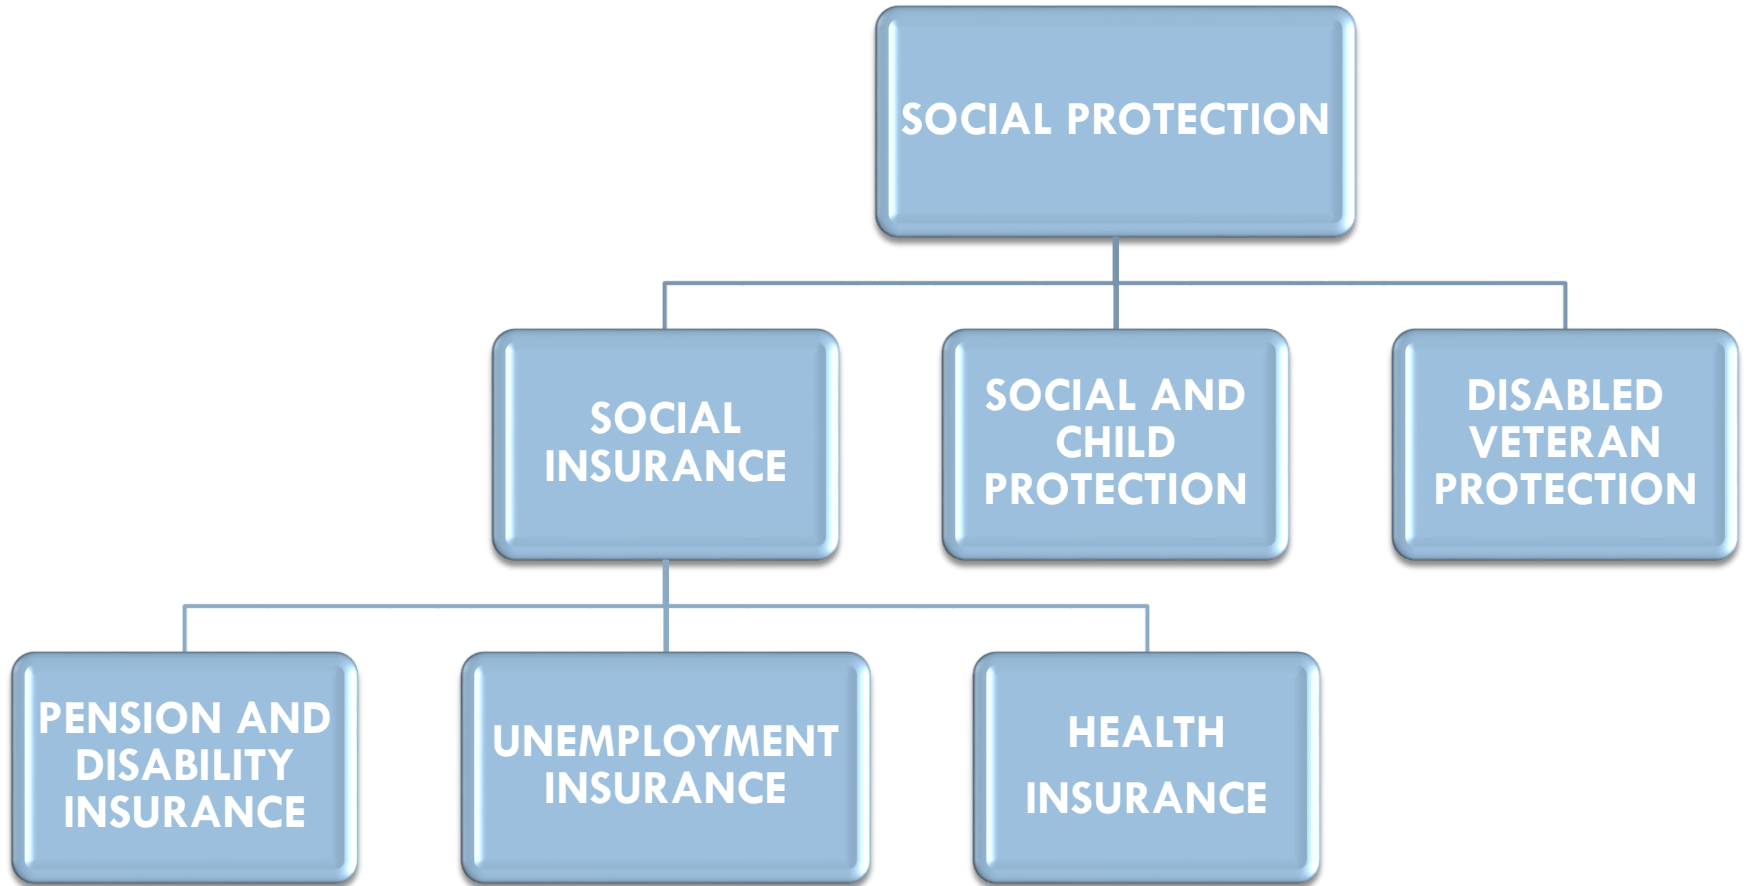 SOCIAL PROTECTION
SOCIAL
INSURANCE
SOCIAL AND
CHILD
PROTECTION
DISABLED
VETERAN
PROTECTION
PENSION AND
DISABILITY
INSURANCE
UNEMPLOYMENT
INSURANCE
HEALTH
INSURANCE